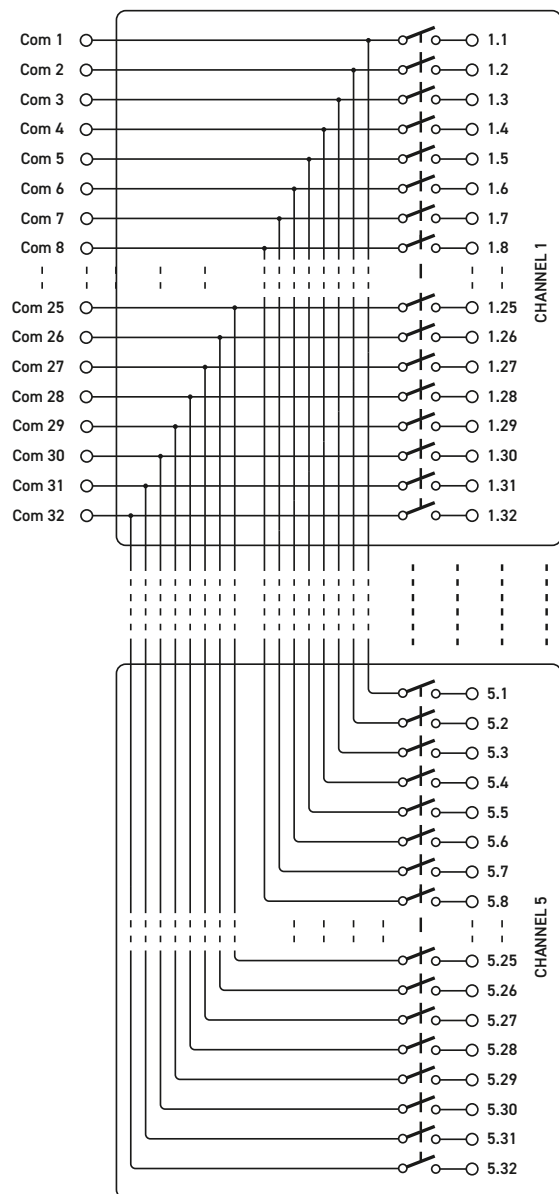 Com 1 1.1
Com 2 1.2
Com 3 1.3
Com 4 1.4
Com 5 1.5
Com 6 1.6
Com 7 1.7
Com 8 1.8
CHANNEL 1
Com 25 1.25
Com 26 1.26
Com 27 1.27
Com 28 1.28
Com 29 1.29
Com 30 1.30
Com 31 1.31
Com 32 1.32
5.1
5.2
5.3
5.4
5.5
5.6
5.7
5.8
CHANNEL 5
5.25
5.26
5.27
5.28
5.29
5.30
5.31
5.32